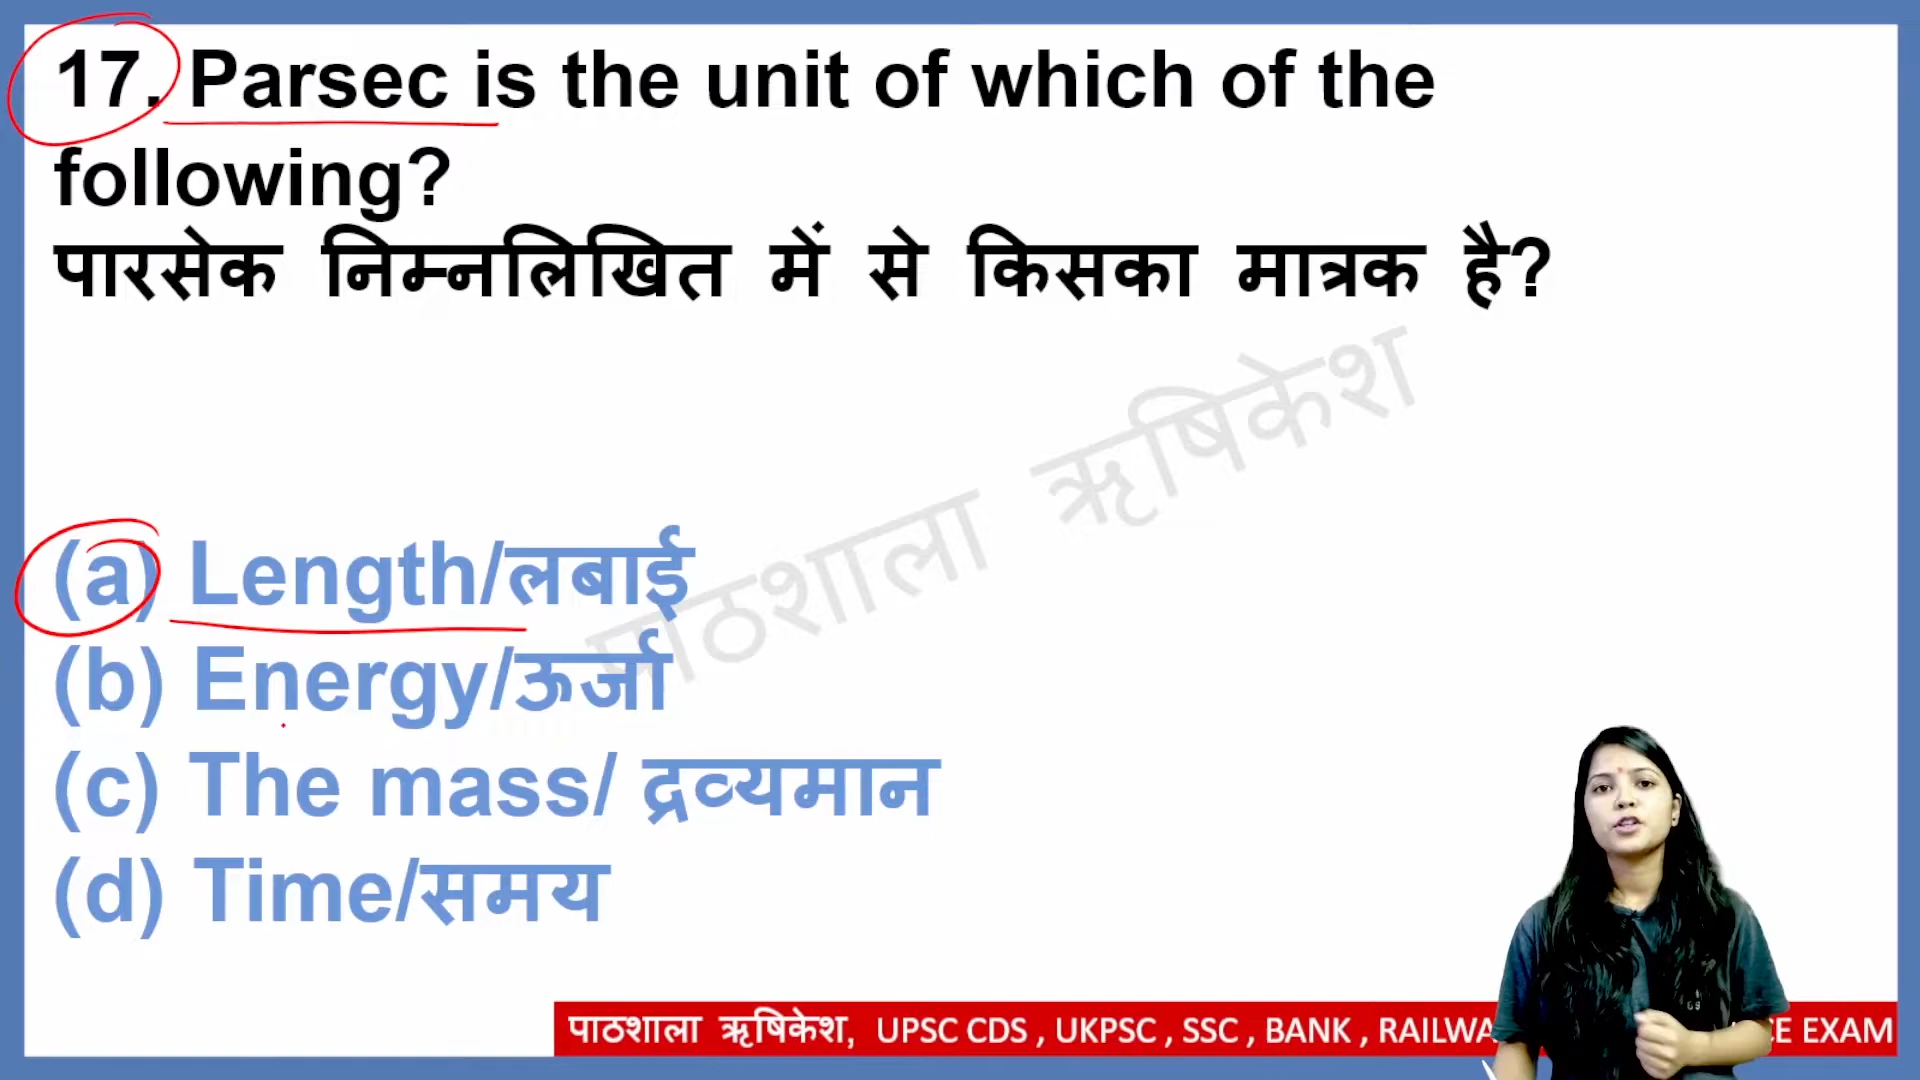 17. Parsec is the unit of which of the
following?
पारसेक निम्नलिखित में से किसका मात्रक है?
पाठशाला ऋषिकेश
(a) Length/लबाई
(b) Energy/ऊर्जा
(c) The mass/ द्रव्यमान
(d) Time/समय
पाठशाला ऋषिकेश, UPSC CDS , UKPSC , SSC , BANK , EXAM